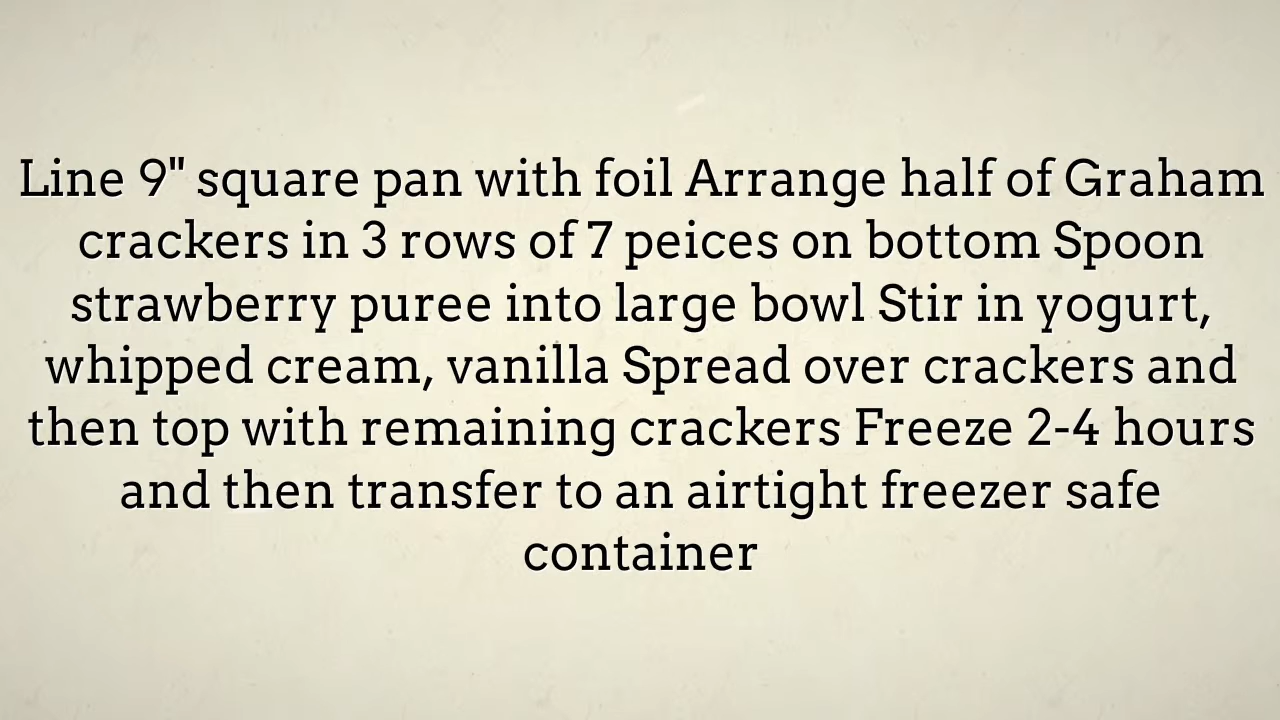 Line 9" square pan with foil Arrange half of Graham
crackers in 3 rows of 7 peices on bottom Spoon
strawberry puree into large bowl Stir in yogurt,
whipped cream, vanilla Spread over crackers and
then top with remaining crackers Freeze 2-4 hours
and then transfer to an airtight freezer safe
container